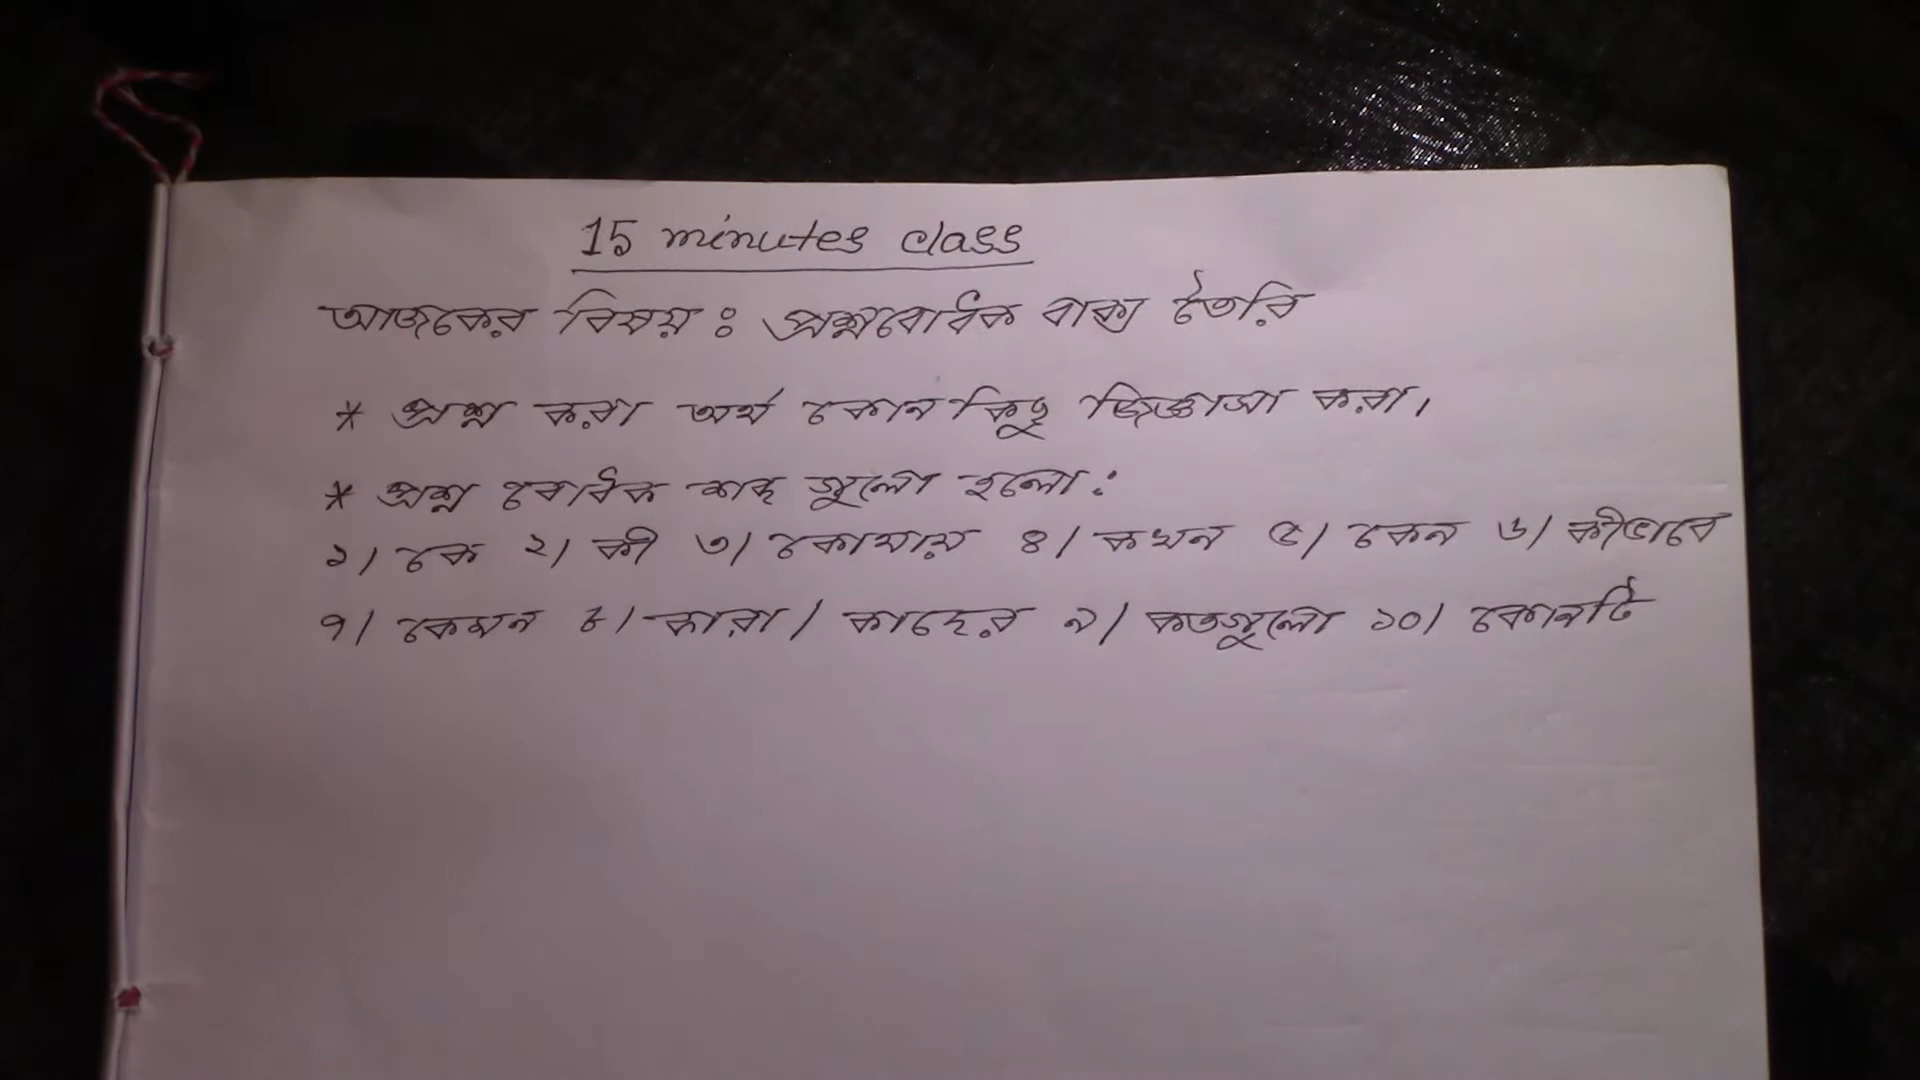 15 minutes class
আজকের বিষয় : প্রশ্নবোধক বাক্য তৈরি
* প্রশ্ন করা অর্থ কোন কিছু জিজ্ঞাসা করা।
* প্রশ্ন বোধক শব্দ গুলো হলো :
১/ কে ২/ কী ৩/ কোথায় ৪/ কখন ৫/ কেন ৬/ কীভাবে
৭/ কেমন ৮/ কারা / কাদের ৯/ কতগুলো ১০/ কোনটি